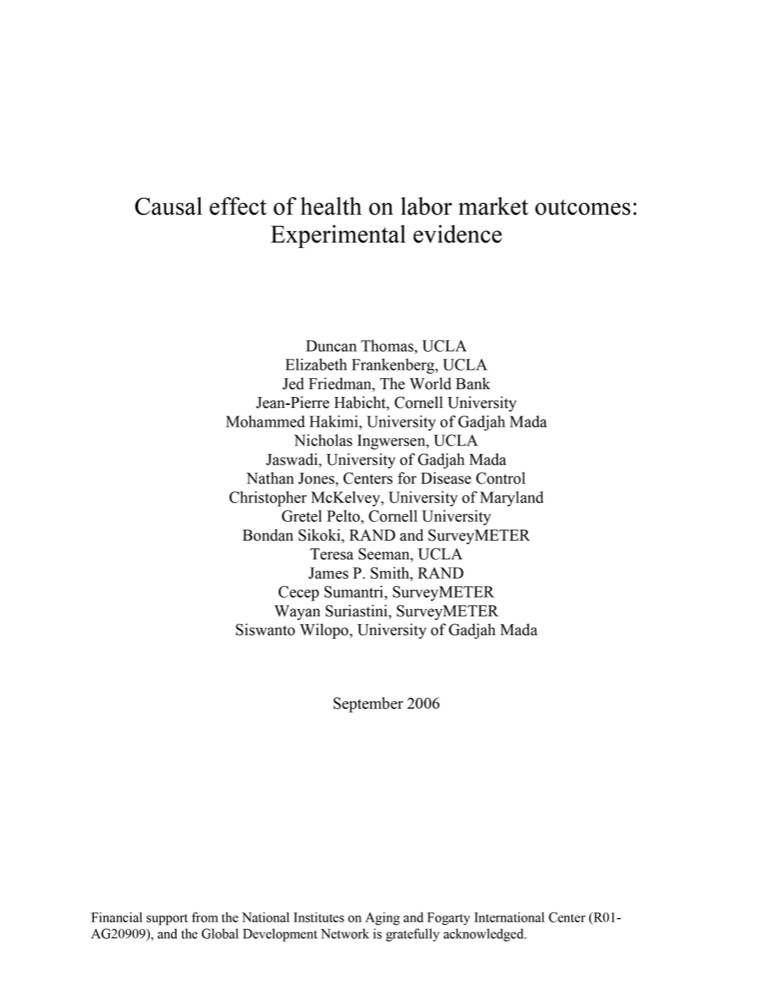 Causal effect of health on labor market outcomes:
Experimental evidence
Duncan Thomas, UCLA
Elizabeth Frankenberg, UCLA
Jed Friedman, The World Bank
Jean-Pierre Habicht, Cornell University
Mohammed Hakimi, University of Gadjah Mada
Nicholas Ingwersen, UCLA
Jaswadi, University of Gadjah Mada
Nathan Jones, Centers for Disease Control
Christopher McKelvey, University of Maryland
Gretel Pelto, Cornell University
Bondan Sikoki, RAND and SurveyMETER
Teresa Seeman, UCLA
James P. Smith, RAND
Cecep Sumantri, SurveyMETER
Wayan Suriastini, SurveyMETER
Siswanto Wilopo, University of Gadjah Mada
September 2006
Financial support from the National Institutes on Aging and Fogarty International Center (R01-
AG20909), and the Global Development Network is gratefully acknowledged.